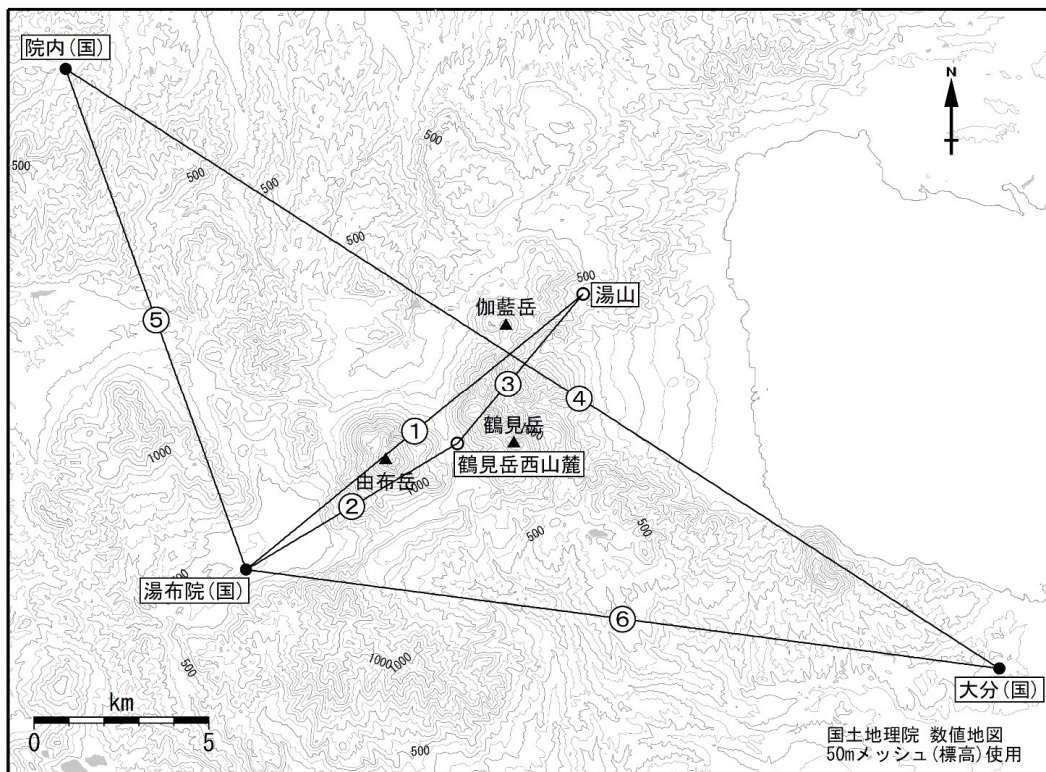 院内(国)
N
500
500
500
500
500
500
湯山
伽藍岳
⑤
③
④
①
鶴見岳
鶴見岳西山麓
1000
由布岳
1000
②
500
500
湯布院(国)
⑥
500
1000
1000
大分(国)
km
0
5
500
国土地理院 数値地図
50mメッシュ(標高)使用